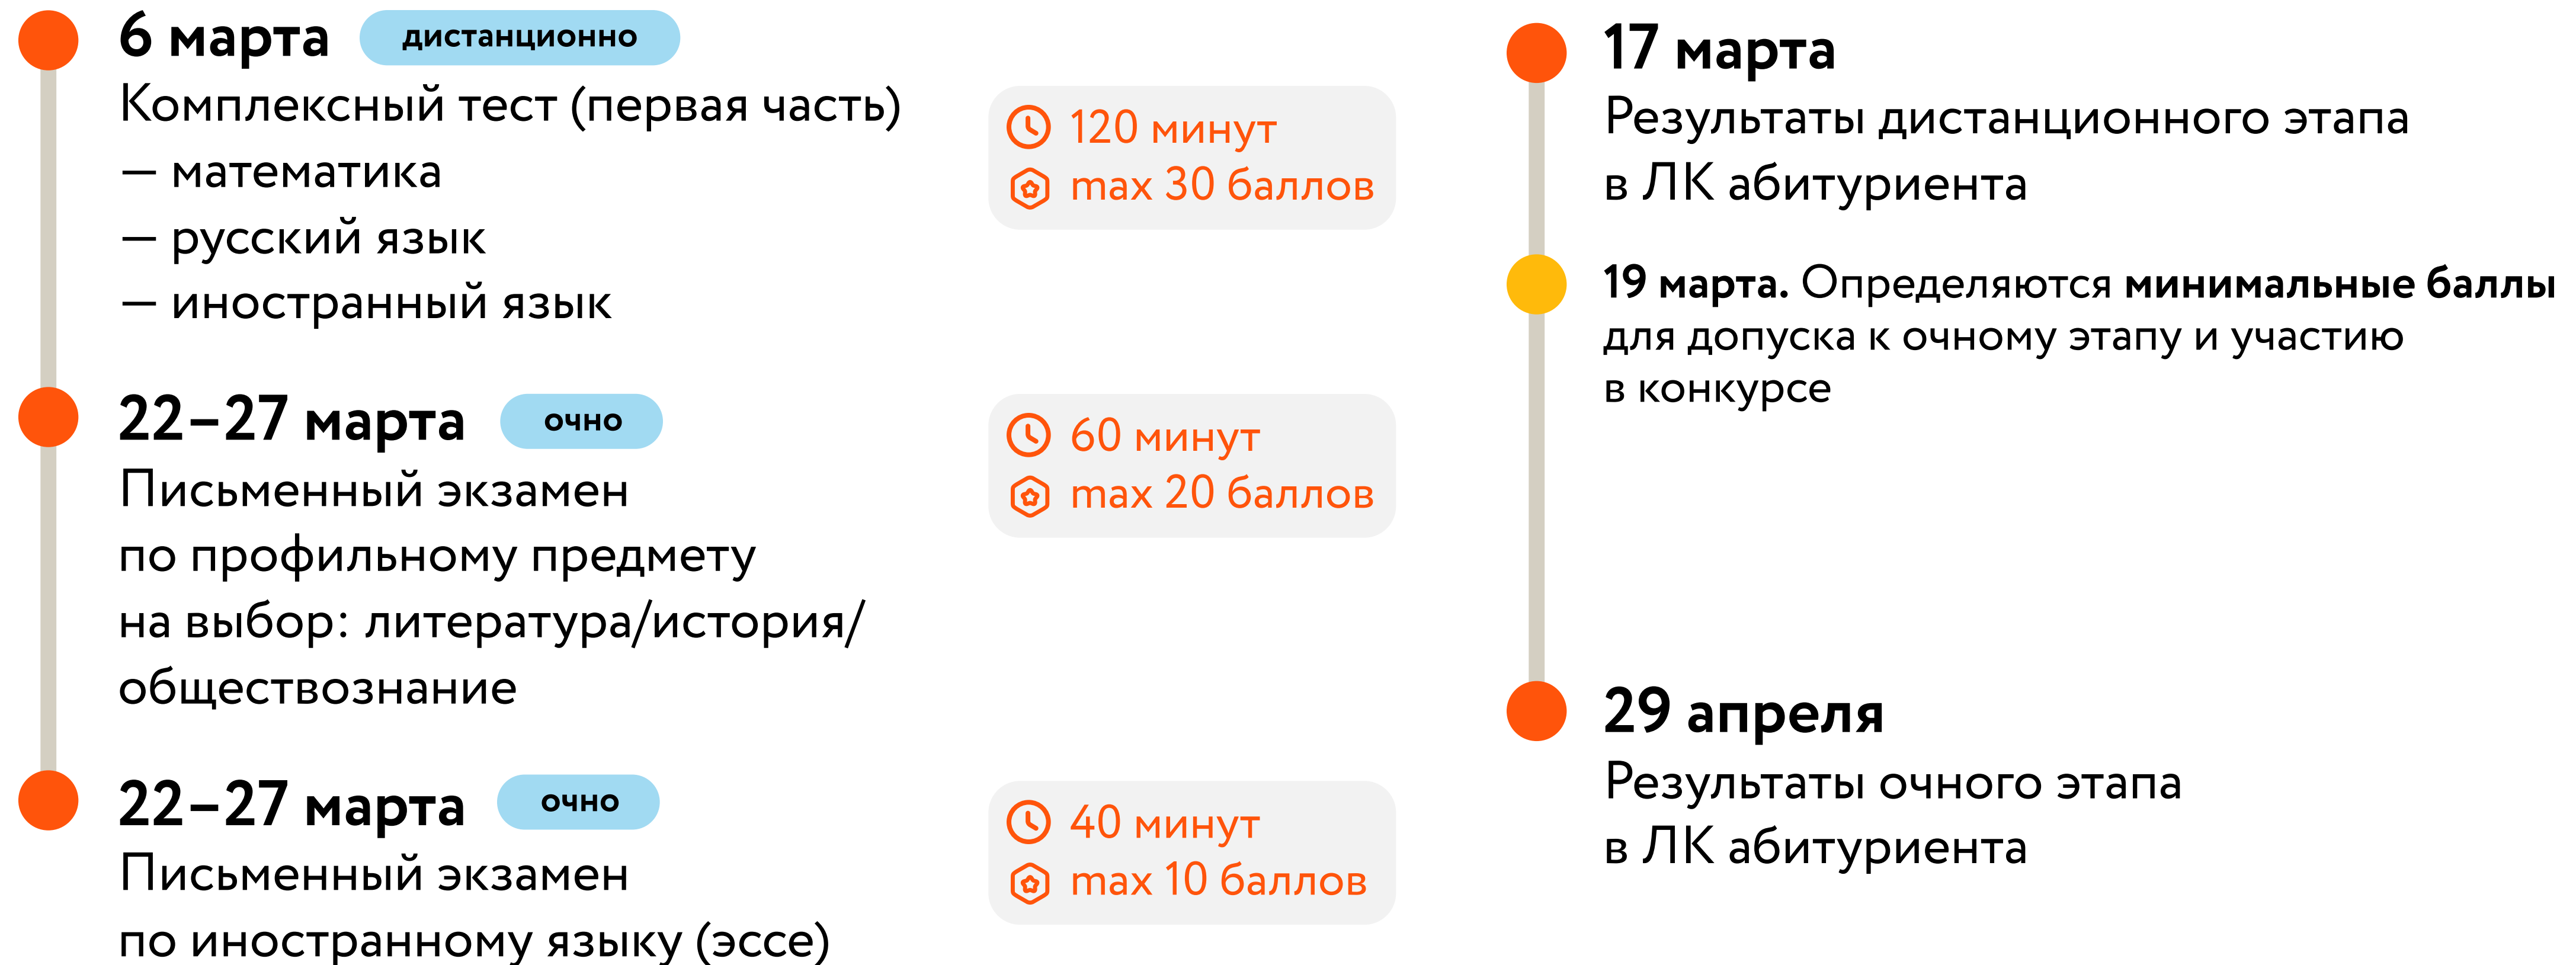 6 марта
дистанционно
Комплексный тест (первая часть)
— математика
— русский язык
— иностранный язык
120 минут
max 30 баллов
22–27 марта
очно
Письменный экзамен
по профильному предмету
на выбор: литература/история/
обществознание
60 минут
max 20 баллов
22–27 марта
очно
Письменный экзамен
по иностранному языку (эссе)
40 минут
max 10 баллов
17 марта
Результаты дистанционного этапа
в ЛК абитуриента
19 марта. Определяются минимальные баллы
для допуска к очному этапу и участию
в конкурсе
29 апреля
Результаты очного этапа
в ЛК абитуриента